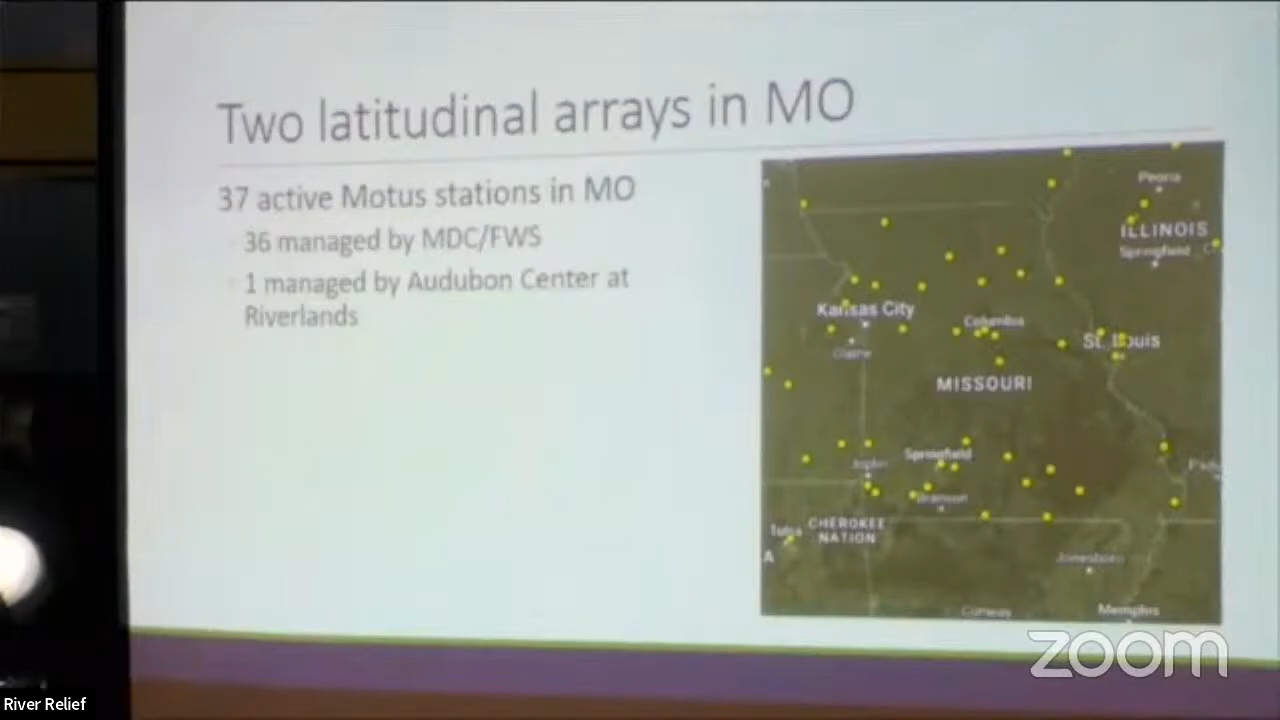 Two latitudinal arrays in MO
37 active Motus stations in MO
36 managed by MDC/FWS
1 managed by Audubon Center at
Riverlands
Peoria
ILLINOIS
Springfield
Kansas City
Columbia
St. Louis
Olathe
MISSOURI
Springfield
Joplin
Branson
CHEROKEE
NATION
Tulsa
Jonesboro
Conway
Memphis
zoom
River Relief